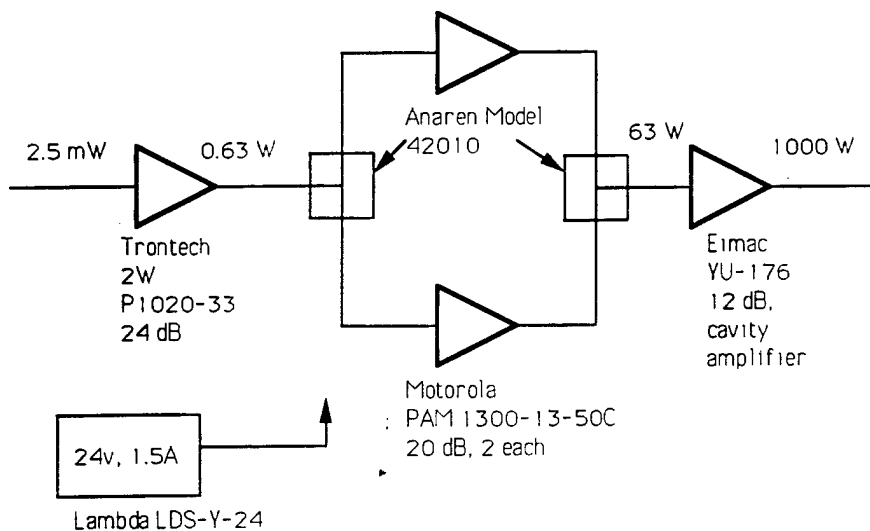 Anaren Model
42010
2.5 mW
0.63 W
63 W
1000 W
Trontech
2W
P1020-33
24 dB
Eimac
YU-176
12 dB,
cavity
amplifier
Motorola
PAM 1300-13-50C
20 dB, 2 each
24v, 1.5A
Lambda LDS-Y-24